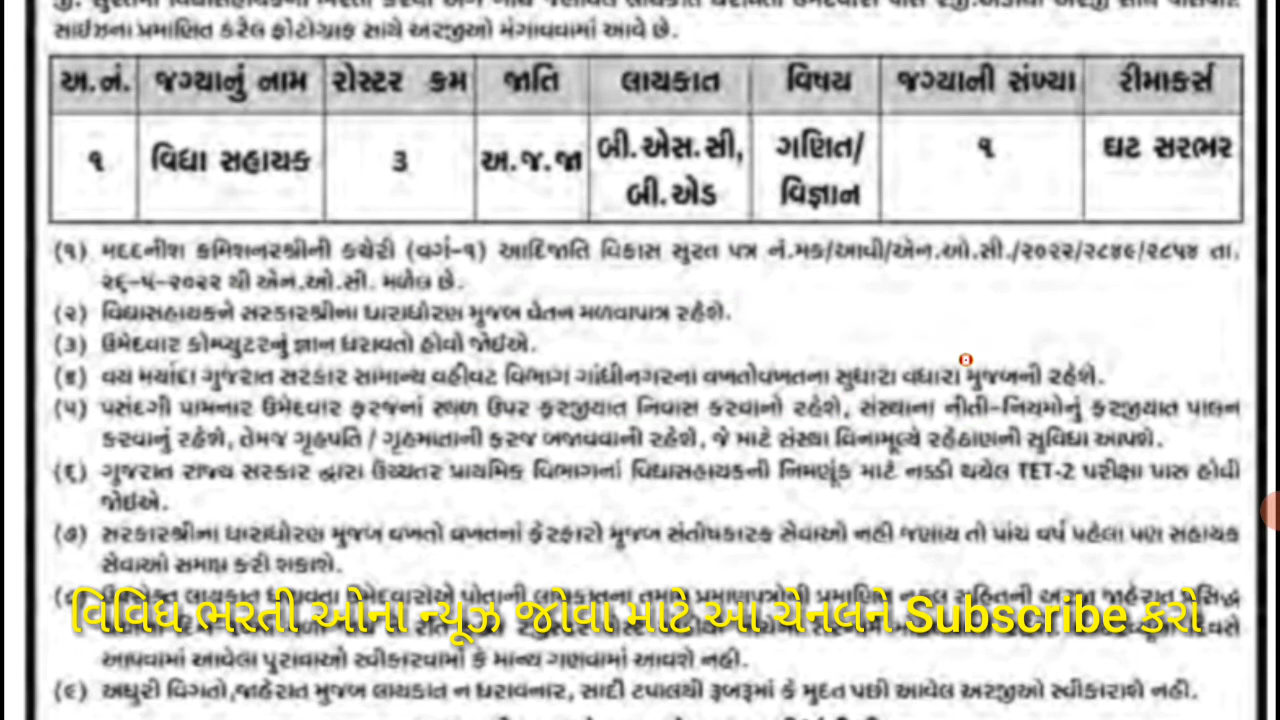 સાઈઝના પ્રમાણિત કરેલ ફોટોગ્રાફ સાથે અરજીઓ મંગાવવામાં આવે છે.
અ.નં. જગ્યાનું નામ રોસ્ટર ક્રમ જાતિ લાયકાત વિષય જગ્યાની સંખ્યા રીમાકર્સ
૧ વિદ્યા સહાયક ૩ અ.જ.જા બી.એસ.સી, બી.એડ ગણિત/ વિજ્ઞાન ૧ ઘટ સરભર
(૧) મદદનીશ કમિશનરશ્રીની કચેરી (વર્ગ-૧) આદિજાતિ વિકાસ સુરત પત્ર નં.મક/આવી/એન.ઓ.સી./૨૦૨૨/૨૮૪૯/૨૮૫૪ તા.
૨૬-૫-૨૦૨૨ થી એન.ઓ.સી. મળેલ છે.
(૨) વિદ્યાસહાયકને સરકારશ્રીના ધારાધોરણ મુજબ વેતન મળવાપાત્ર રહેશે.
(૩) ઉમેદવાર કોમ્પ્યુટરનું જ્ઞાન ધરાવતો હોવો જોઈએ.
(૪) વય મર્યાદા ગુજરાત સરકાર સામાન્ય વહીવટ વિભાગ ગાંધીનગરના વખતોવખતના સુધારા વધારા મુજબની રહેશે.
(૫) પસંદગી પામનાર ઉમેદવાર ફરજનાં સ્થળ ઉપર ફરજીયાત નિવાસ કરવાનો રહેશે, સંસ્થાના નીતી-નિયમોનું ફરજીયાત પાલન
કરવાનું રહેશે, તેમજ ગૃહપતિ / ગૃહમાતાની ફરજ બજાવવાની રહેશે, જે માટે સંસ્થા વિનામૂલ્યે રહેઠાણની સુવિધા આપશે.
(૬) ગુજરાત રાજ્ય સરકાર દ્વારા ઉચ્ચતર પ્રાથમિક વિભાગનાં વિદ્યાસહાયકની નિમણૂંક માટે નક્કી થયેલ TET-2 પરીક્ષા પાસ હોવી
જોઈએ.
(૭) સરકારશ્રીના ધારાધોરણ મુજબ વખતો વખતનાં ફેરફારો મુજબ સંતોષકારક સેવાઓ નહી જણાય તો પાંચ વર્ષ પહેલા પણ સહાયક
સેવાઓ સમાપ્ત કરી શકાશે.
વિવિધ ભરતી ઓના ન્યૂઝ જોવા માટે આ ચેનલને Subscribe કરો
આપવામાં આવેલા પુરાવાઓ સ્વીકારવામાં કે માન્ય ગણવામાં આવશે નહી.
(૯) અધુરી વિગતો,જાહેરાત મુજબ લાયકાત ન ધરાવનાર, સાદી ટપાલથી રૂબરૂમાં કે મુદત પછી આવેલ અરજીઓ સ્વીકારાશે નહી.